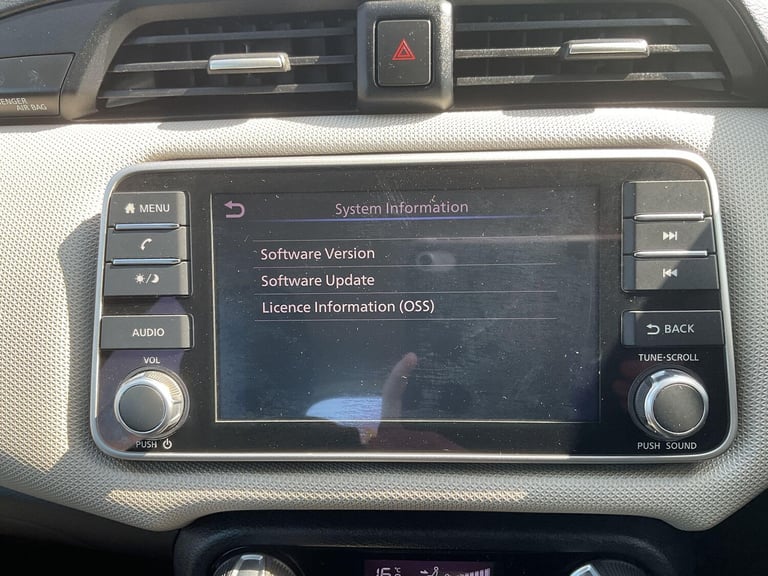 ENGER
AIR BAG
MENU
System Information
Software Version
Software Update
Licence Information (OSS)
AUDIO
BACK
VOL
TUNE·SCROLL
PUSH
PUSH SOUND
16°C